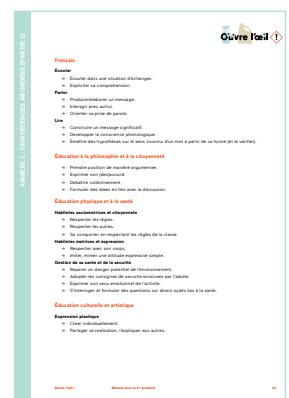 Ouvre l'œil !
ANNEXE 1 : COMPÉTENCES ABORDÉES (PARTIE 1)
Français
Écouter
→ Écouter dans une situation d'échanges.
→ Expliciter sa compréhension.
Parler
→ Produire/élaborer un message.
→ Interagir avec autrui.
→ Orienter sa prise de parole.
Lire
→ Construire un message significatif.
→ Développer la conscience phonologique.
→ Émettre des hypothèses sur le sens inconnu d'un mot à partir de sa forme (et le vérifier).
Éducation à la philosophie et à la citoyenneté
→ Prendre position de manière argumentée.
→ Exprimer son (dés)accord.
→ Débattre collectivement.
→ Formuler des idées en lien avec la discussion.
Éducation physique et à la santé
Habiletés sociomotrices et citoyenneté
→ Respecter les règles.
→ Respecter les autres.
→ Se comporter en respectant les règles de la classe.
Habiletés motrices et expression
→ Respecter avec son corps.
→ Imiter, mimer une attitude expressive simple.
Gestion de sa santé et de la sécurité
→ Repérer un danger potentiel de l'environnement.
→ Adopter les consignes de sécurité énoncées par l'adulte.
→ Exprimer son vécu émotionnel de l'activité.
→ S'interroger et formuler des questions sur divers sujets liés à la santé.
Éducation culturelle et artistique
Expression plastique
→ Créer individuellement.
→ Partager sa réalisation, l'expliquer aux autres.
Ouvre l'œil ! Manuel pour la primaire